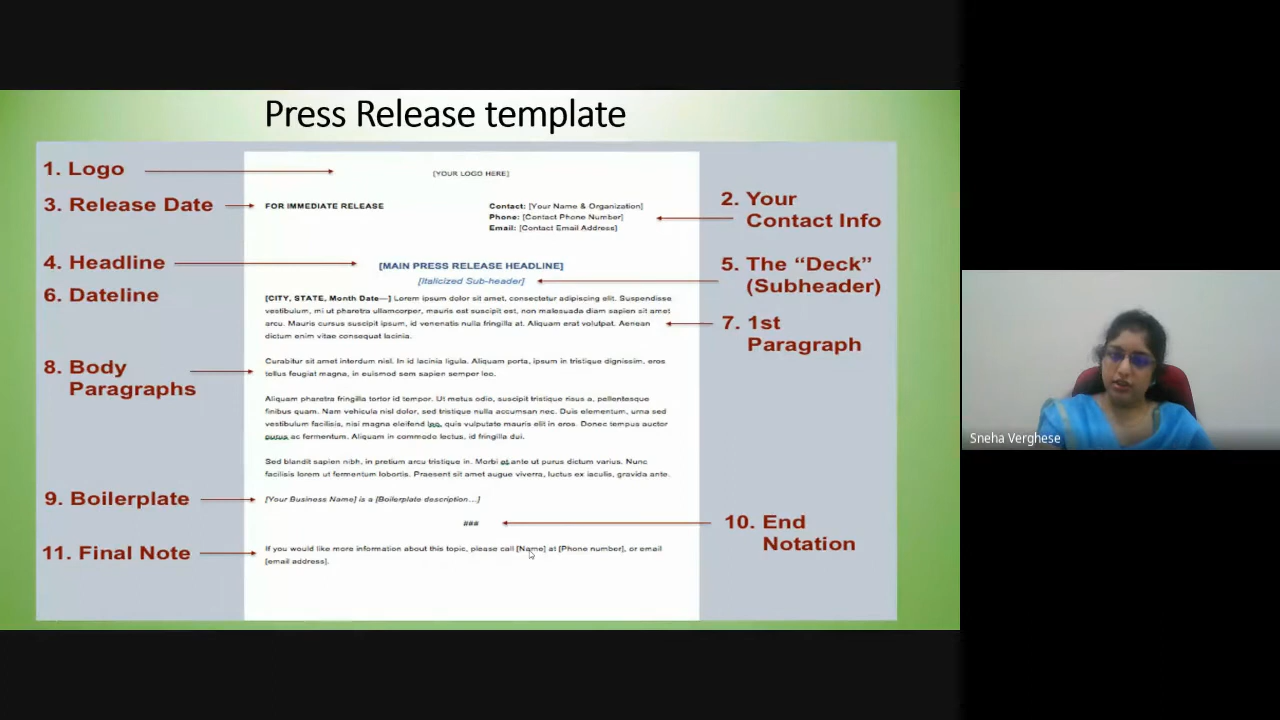 Press Release template
1. Logo
[YOUR LOGO HERE]
3. Release Date
FOR IMMEDIATE RELEASE
Contact: [Your Name & Organization]
Phone: [Contact Phone Number]
Email: [Contact Email Address]
2. Your
Contact Info
4. Headline
[MAIN PRESS RELEASE HEADLINE]
[Italicized Sub-header]
5. The “Deck”
(Subheader)
6. Dateline
[CITY, STATE, Month Date—] Lorem ipsum dolor sit amet, consectetur adipiscing elit. Suspendisse
vestibulum, mi ut pharetra ullamcorper, mauris est suscipit est, non malesuada diam sapien sit amet
arcu. Mauris cursus suscipit ipsum, id venenatis nulla fringilla at. Aliquam erat volutpat. Aenean
dictum enim vitae consequat lacinia.
7. 1st
Paragraph
8. Body
Paragraphs
Curabitur sit amet interdum nisl. In id lacinia ligula. Aliquam porta, ipsum in tristique dignissim, eros
tellus feugiat magna, in euismod sem sapien semper leo.
Aliquam pharetra fringilla tortor id tempor. Ut metus odio, suscipit tristique risus a, pellentesque
finibus quam. Nam vehicula nisl dolor, sed tristique nulla accumsan nec. Duis elementum, urna sed
vestibulum facilisis, nisi magna eleifend leo, quis vulputate mauris elit in eros. Donec tempus auctor
purus ac fermentum. Aliquam in commodo lectus, id fringilla dui.
Sed blandit sapien nibh, in pretium arcu tristique in. Morbi et ante ut purus dictum varius. Nunc
facilisis lorem ut fermentum lobortis. Praesent sit amet augue viverra, luctus ex iaculis, gravida ante.
9. Boilerplate
[Your Business Name] is a [Boilerplate description...]
###
10. End
Notation
11. Final Note
If you would like more information about this topic, please call [Name] at [Phone number], or email
[email address].
Sneha Verghese